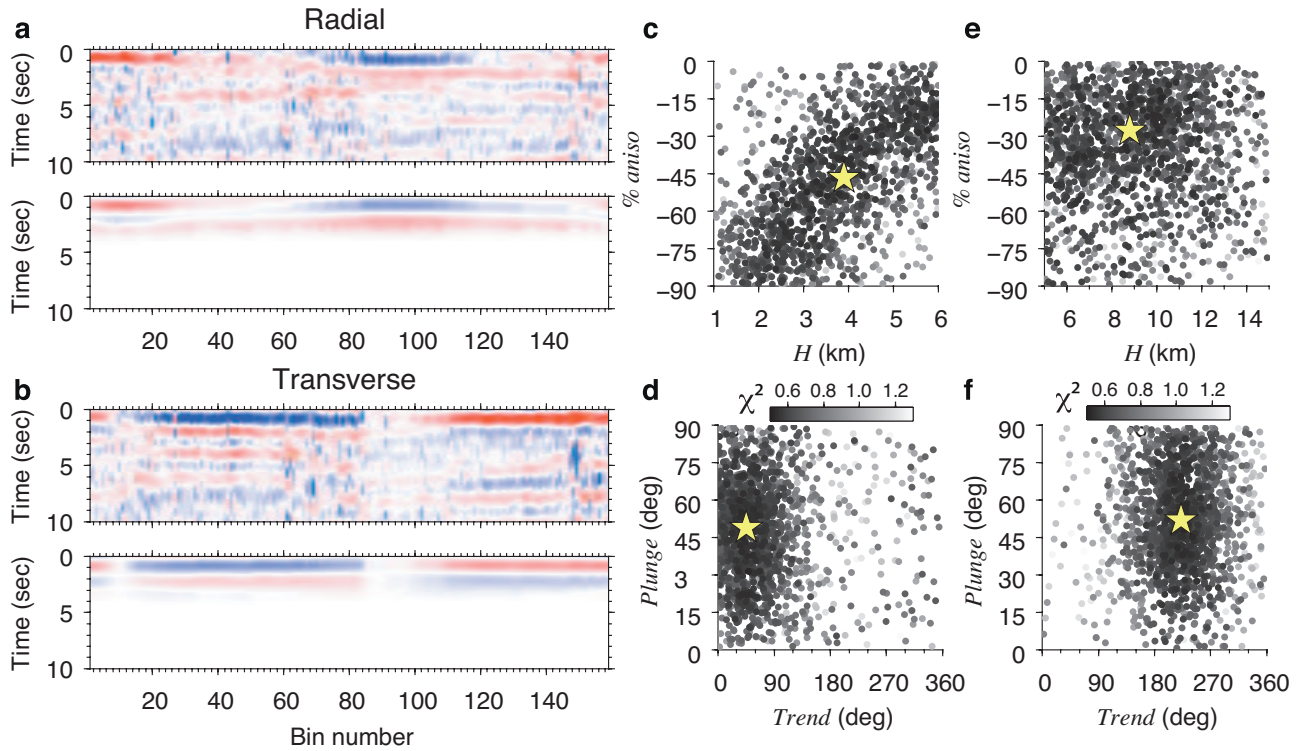 a
Radial
Time (sec)
0
5
10
Time (sec)
0
5
10
20 40 60 80 100 120 140
b
Transverse
Time (sec)
0
5
10
Time (sec)
0
5
10
20 40 60 80 100 120 140
Bin number
c
% aniso
0
−15
−30
−45
−60
−75
−90
1 2 3 4 5 6
H (km)
e
% aniso
0
−15
−30
−45
−60
−75
−90
6 8 10 12 14
H (km)
d
χ² 0.6 0.8 1.0 1.2
Plunge (deg)
90
75
60
45
3
15
0
0 90 180 270 360
Trend (deg)
f
χ² 0.6 0.8 1.0 1.2
Plunge (deg)
90
75
60
45
30
15
0
0 90 180 270 360
Trend (deg)